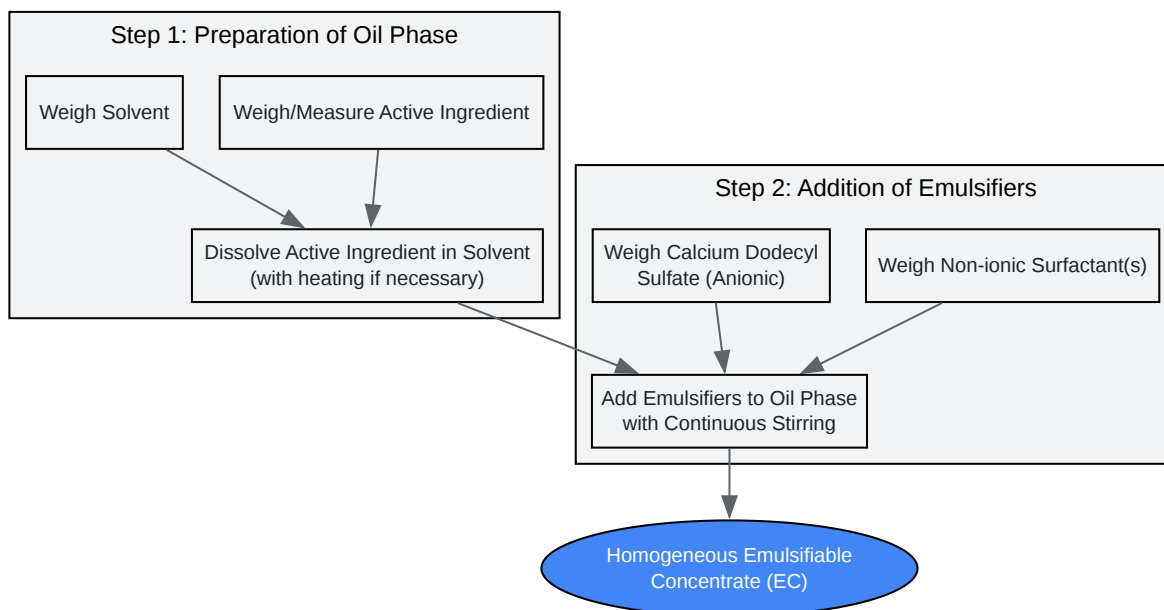 Step 1: Preparation of Oil Phase
Weigh Solvent
Weigh/Measure Active Ingredient
Dissolve Active Ingredient in Solvent
(with heating if necessary)
Step 2: Addition of Emulsifiers
Weigh Calcium Dodecyl
Sulfate (Anionic)
Weigh Non-ionic Surfactant(s)
Add Emulsifiers to Oil Phase
with Continuous Stirring
Homogeneous Emulsifiable
Concentrate (EC)